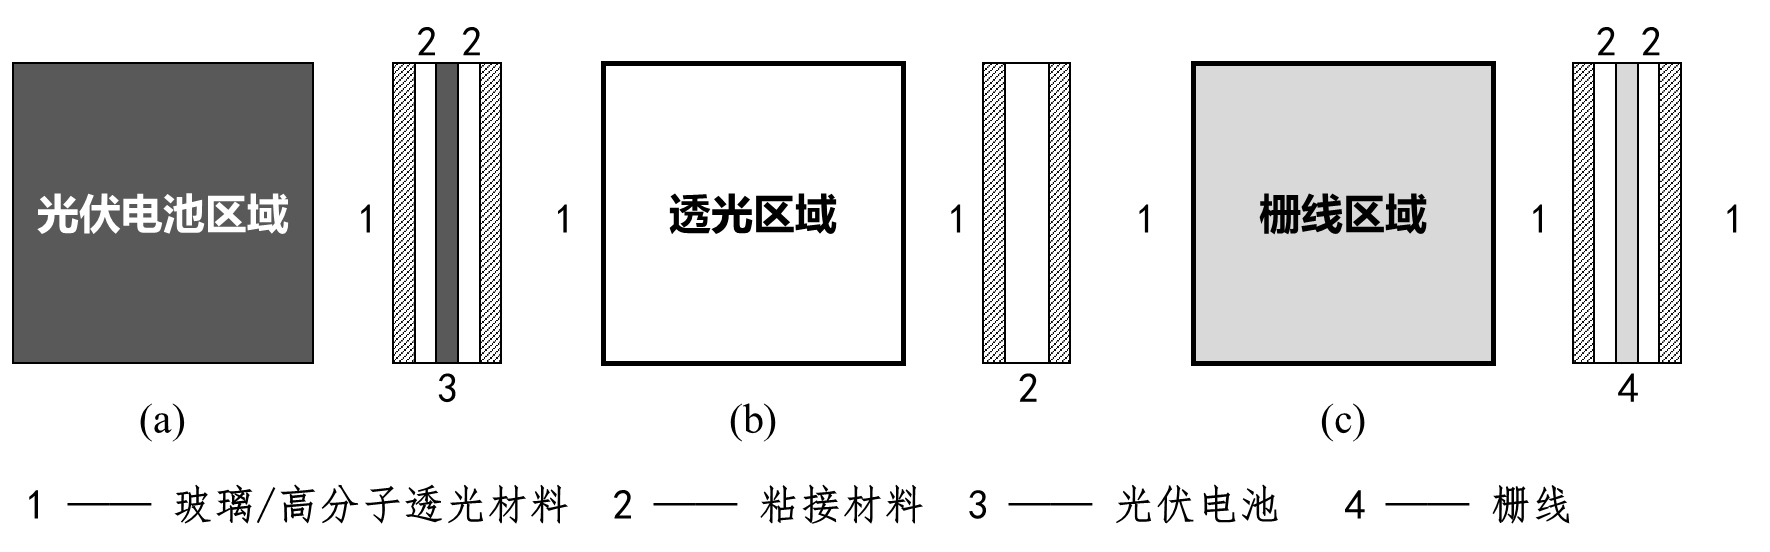 2 2 2 2
光伏电池区域 1 1 透光区域 1 1 栅线区域 1 1
3 2 4
(a) (b) (c)
1 —— 玻璃/高分子透光材料 2 —— 粘接材料 3 —— 光伏电池 4 —— 栅线